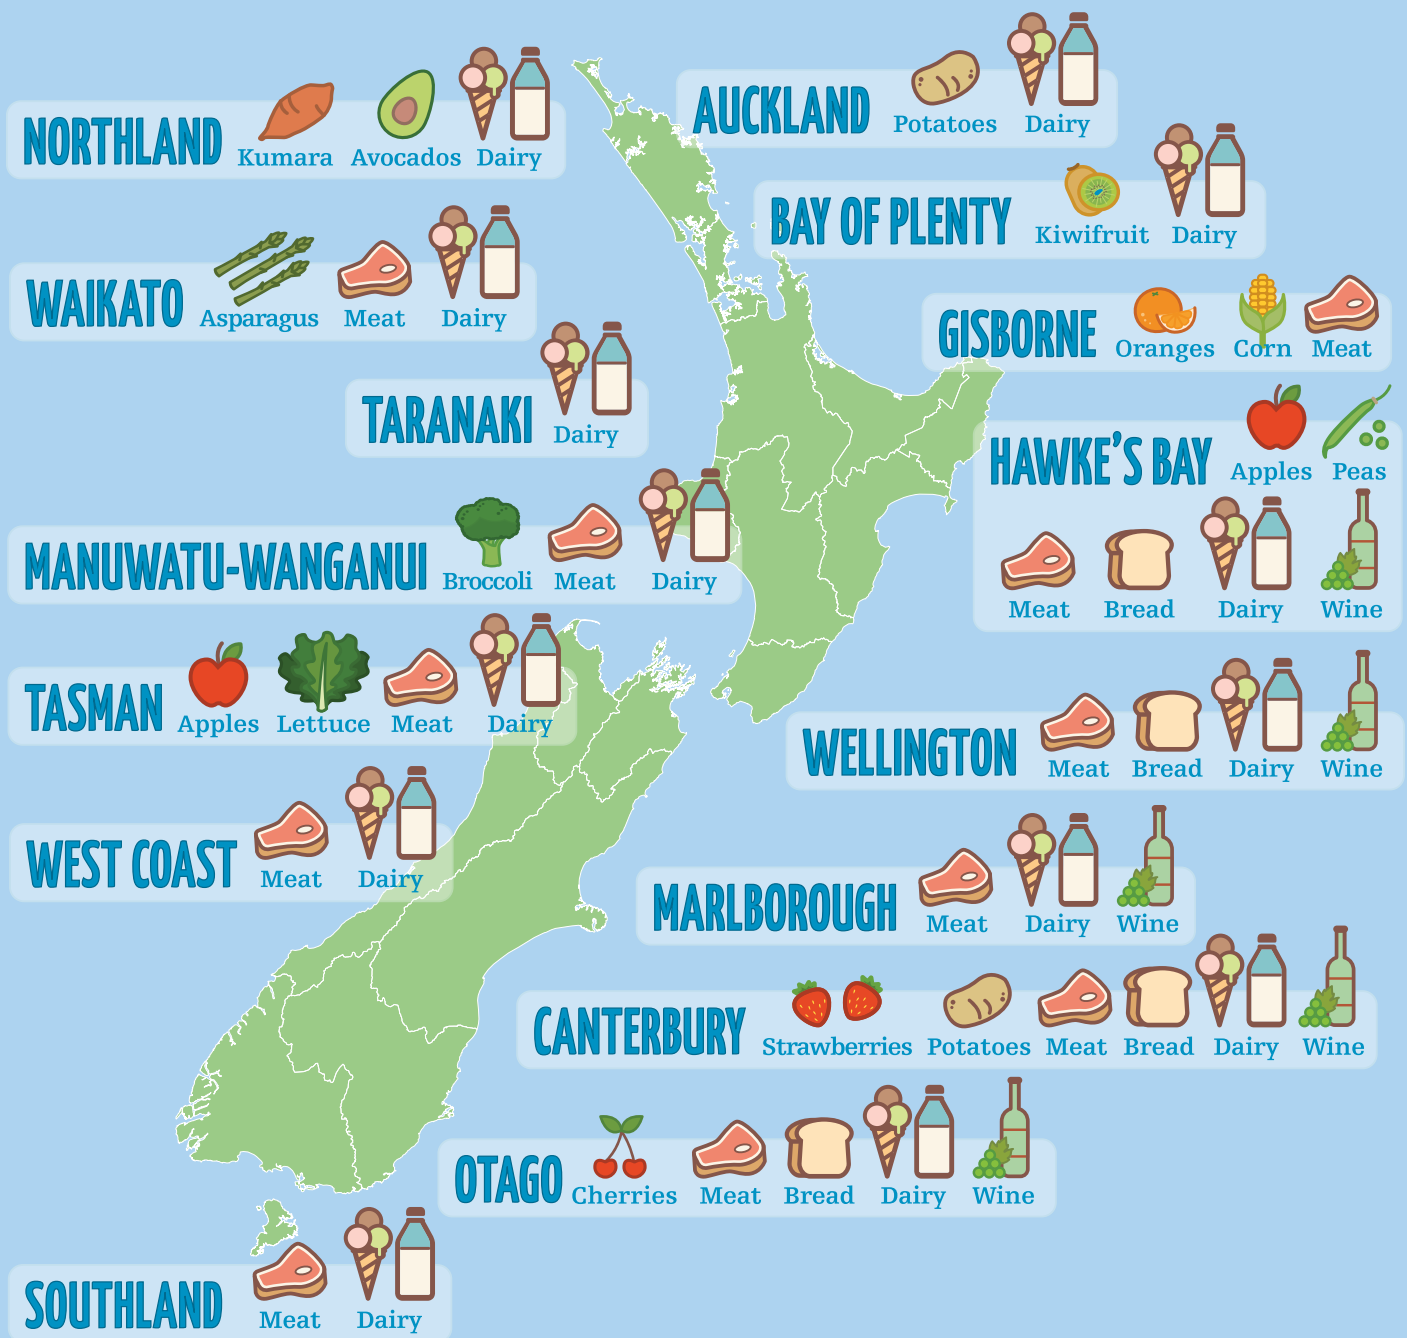 NORTHLAND Kumara Avocados Dairy
AUCKLAND Potatoes Dairy
BAY OF PLENTY Kiwifruit Dairy
WAIKATO Asparagus Meat Dairy
GISBORNE Oranges Corn Meat
TARANAKI Dairy
HAWKE'S BAY Apples Peas
Meat Bread Dairy Wine
MANUWATU-WANGANUI Broccoli Meat Dairy
TASMAN Apples Lettuce Meat Dairy
WELLINGTON Meat Bread Dairy Wine
WEST COAST Meat Dairy
MARLBOROUGH Meat Dairy Wine
CANTERBURY Strawberries Potatoes Meat Bread Dairy Wine
OTAGO Cherries Meat Bread Dairy Wine
SOUTHLAND Meat Dairy